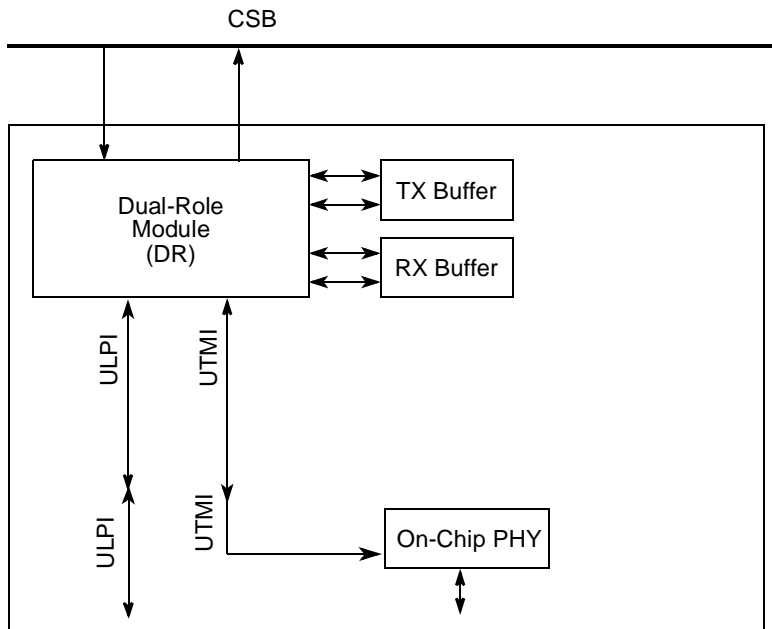 CSB
Dual-Role
Module
(DR)
TX Buffer
RX Buffer
ULPI
UTMI
ULPI
UTMI
On-Chip PHY